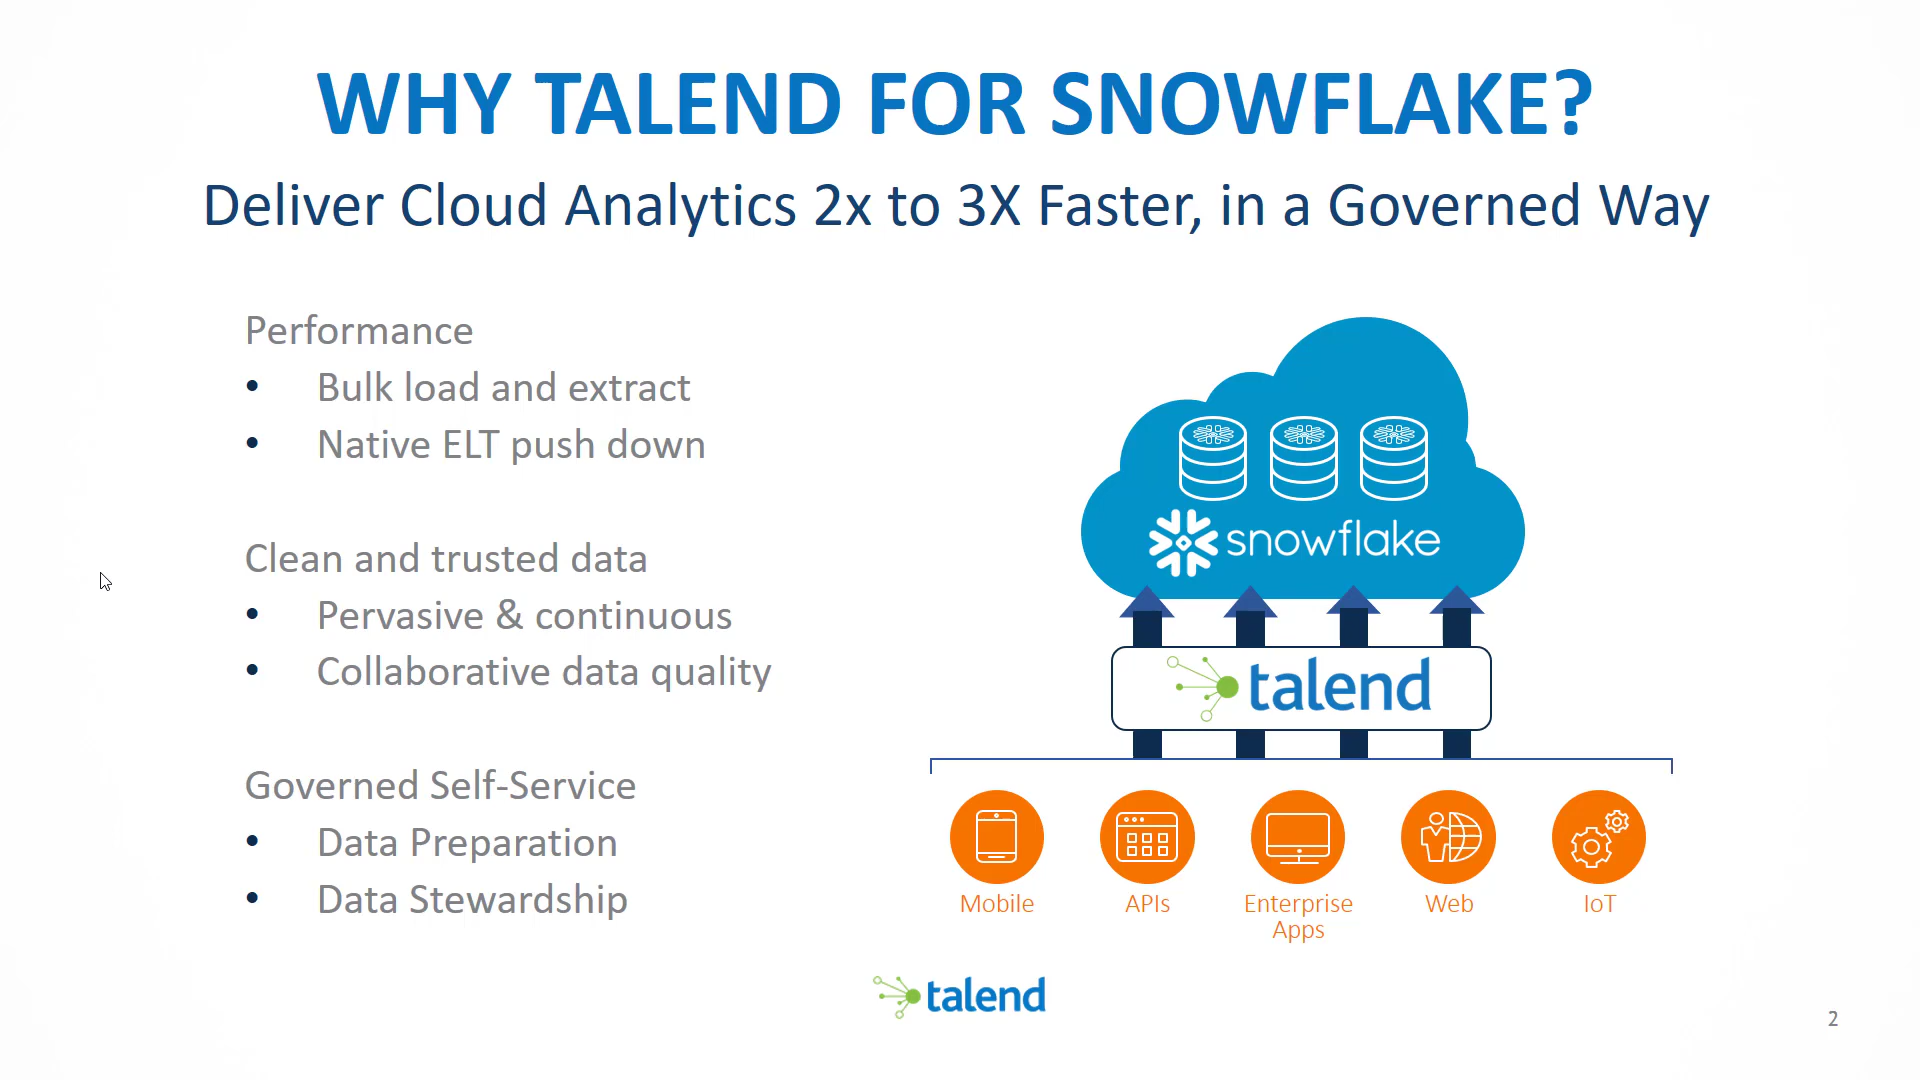 WHY TALEND FOR SNOWFLAKE?
Deliver Cloud Analytics 2x to 3X Faster, in a Governed Way
Performance
• Bulk load and extract
• Native ELT push down
Clean and trusted data
• Pervasive & continuous
• Collaborative data quality
Governed Self-Service
• Data Preparation
• Data Stewardship
snowflake
talend
Mobile
APIs
Enterprise
Apps
Web
IoT
talend
2